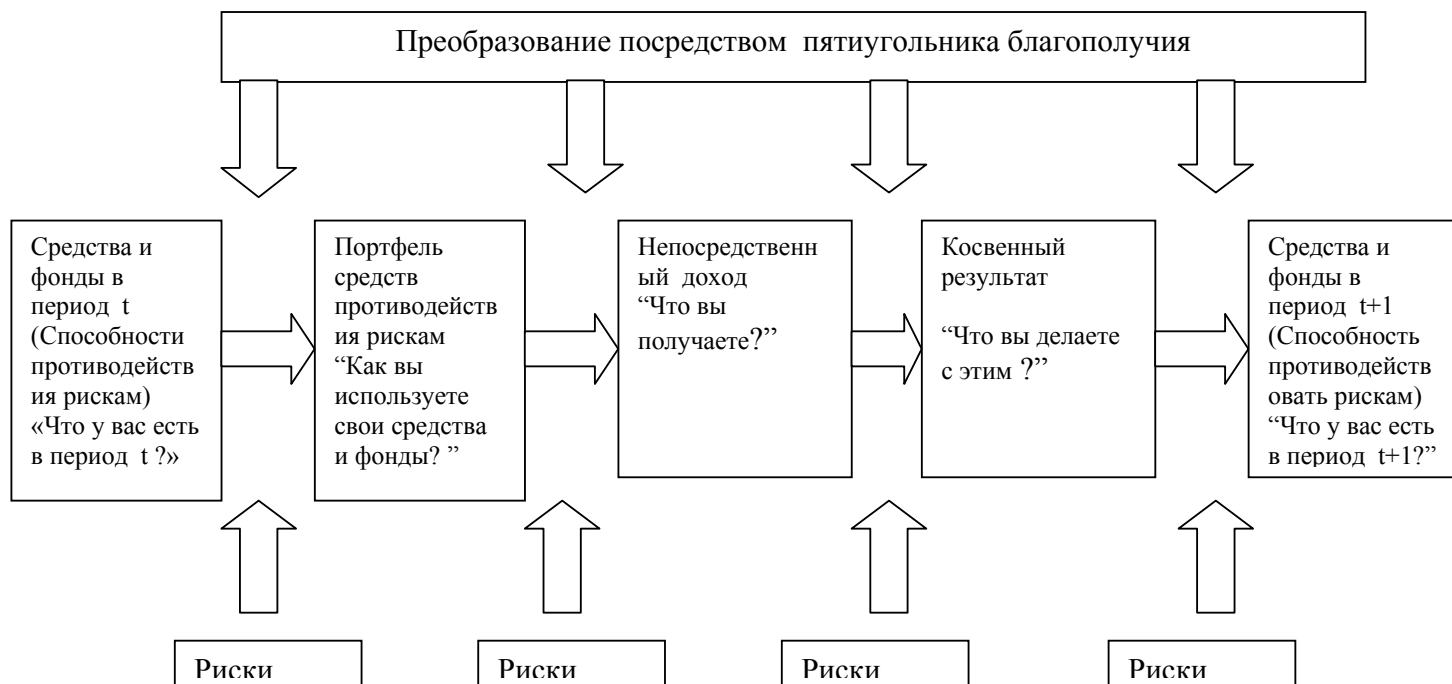 Преобразование посредством пятиугольника благополучия
Средства и
фонды в
период t
(Способности
противодейств
ия рискам)
«Что у вас есть
в период t ?»
Портфель
средств
противодейств
ия рискам
“Как вы
используете
свои средства
и фонды? ”
Непосредственн
ый доход
“Что вы
получаете?”
Косвенный
результат
“Что вы делаете
с этим ?”
Средства и
фонды в
период t+1
(Способность
противодейств
овать рискам)
“Что у вас есть
в период t+1?”
Риски
Риски
Риски
Риски